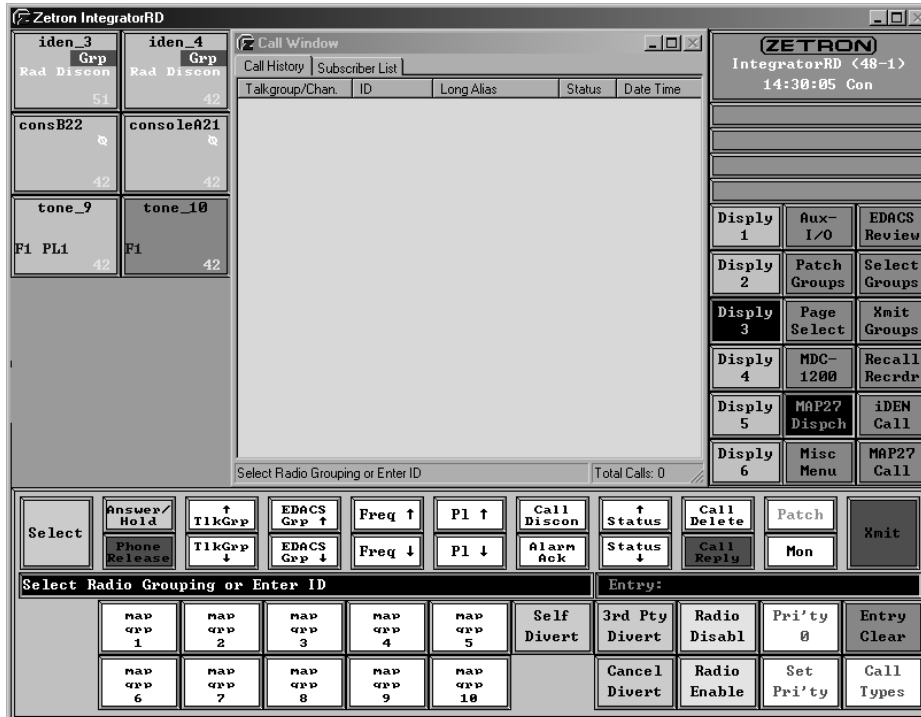 Zetron IntegratorRD
iden_3
Grp
Rad Discon
51
iden_4
Grp
Rad Discon
42
consB22
42
consoleA21
42
tone_9
F1 PL1
42
tone_10
F1
42
Call Window
Call History
Subscriber List
Talkgroup/Chan.
ID
Long Alias
Status
Date Time
Select Radio Grouping or Enter ID
Total Calls: 0
ZETRON
IntegratorRD (48-1)
14:30:05 Con
Disply
1
Aux-
I/O
EDACS
Review
Disply
2
Patch
Groups
Select
Groups
Disply
3
Page
Select
Xmit
Groups
Disply
4
MDC-
1200
Recall
Recrdr
Disply
5
MAP27
Dispch
iDEN
Call
Disply
6
Misc
Menu
MAP27
Call
Select
Answer/
Hold
↑
TlkGrp
EDACS
Grp ↑
Freq ↑
Pl ↑
Call
Discon
↑
Status
Call
Delete
Patch
Xmit
Phone
Release
TlkGrp
↓
EDACS
Grp ↓
Freq ↓
Pl ↓
Alarm
Ack
Status
↓
Call
Reply
Mon
Select Radio Grouping or Enter ID
Entry:
map
grp
1
map
grp
2
map
grp
3
map
grp
4
map
grp
5
Self
Divert
3rd Pty
Divert
Radio
Disabl
Pri'ty
0
Entry
Clear
map
grp
6
map
grp
7
map
grp
8
map
grp
9
map
grp
10
Cancel
Divert
Radio
Enable
Set
Pri'ty
Call
Types